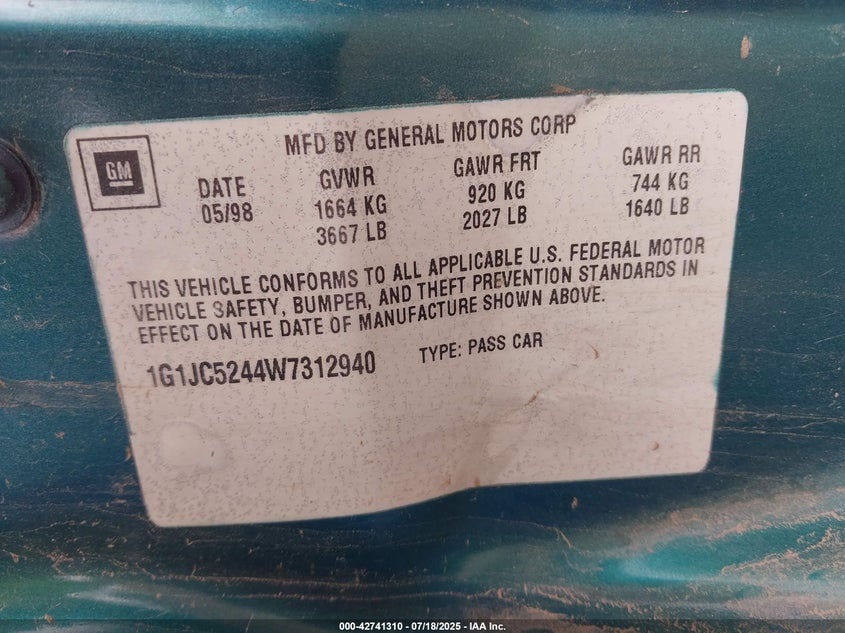 GM
MFD BY GENERAL MOTORS CORP
DATE GVWR GAWR FRT GAWR RR
05/98 1664 KG 920 KG 744 KG
3667 LB 2027 LB 1640 LB
THIS VEHICLE CONFORMS TO ALL APPLICABLE U.S. FEDERAL MOTOR
VEHICLE SAFETY, BUMPER, AND THEFT PREVENTION STANDARDS IN
EFFECT ON THE DATE OF MANUFACTURE SHOWN ABOVE.
1G1JC5244W7312940 TYPE: PASS CAR
000-42741310 / 07/18/2025 - IAA Inc.